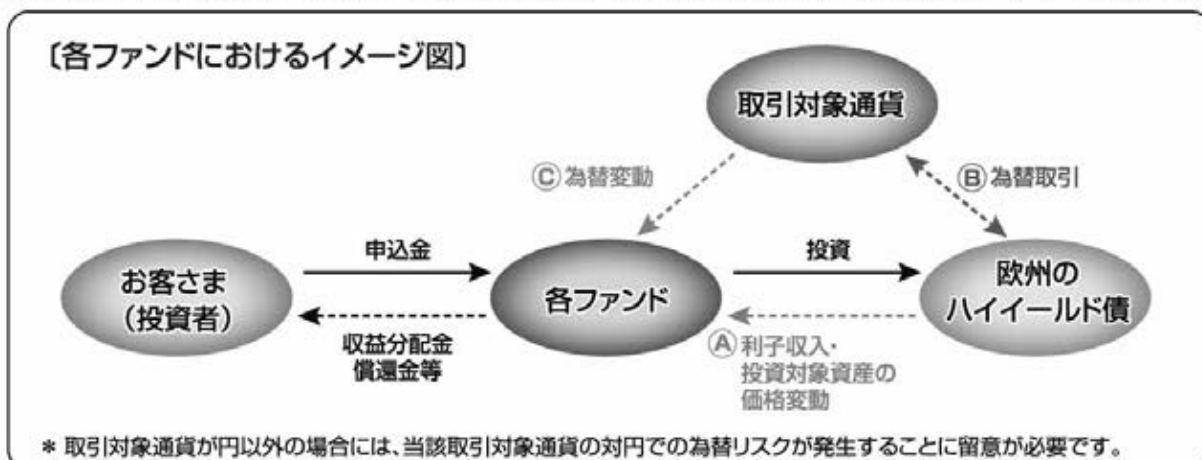 〔各ファンドにおけるイメージ図〕
取引対象通貨
Ⓒ為替変動
Ⓑ為替取引
お客さま
(投資者)
申込金
収益分配金
償還金等
各ファンド
投資
Ⓐ利子収入・
投資対象資産の
価格変動
欧州の
ハイイールド債
* 取引対象通貨が円以外の場合には、当該取引対象通貨の対円での為替リスクが発生することに留意が必要です。